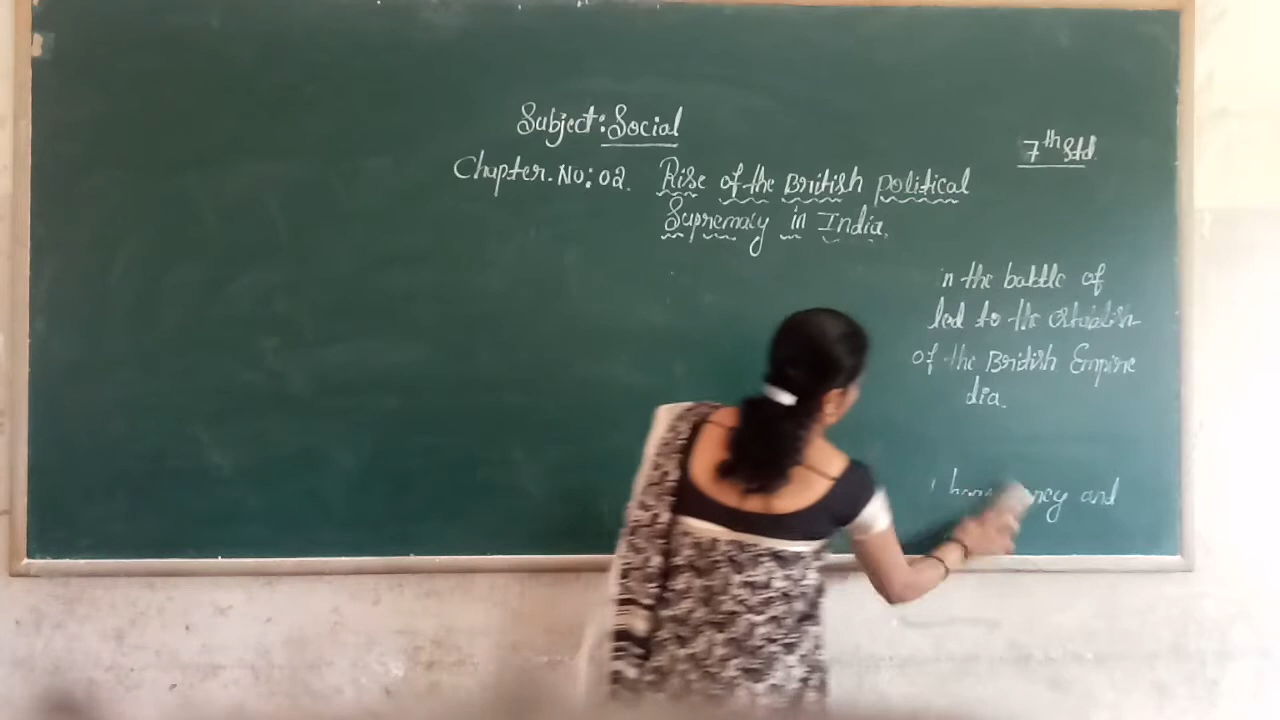 Subject: Social
7th Std.
Chapter. No: 02. Rise of the British political
Supremacy in India.
n the battle of
led to the establish-
of the British Empire
dia.
and